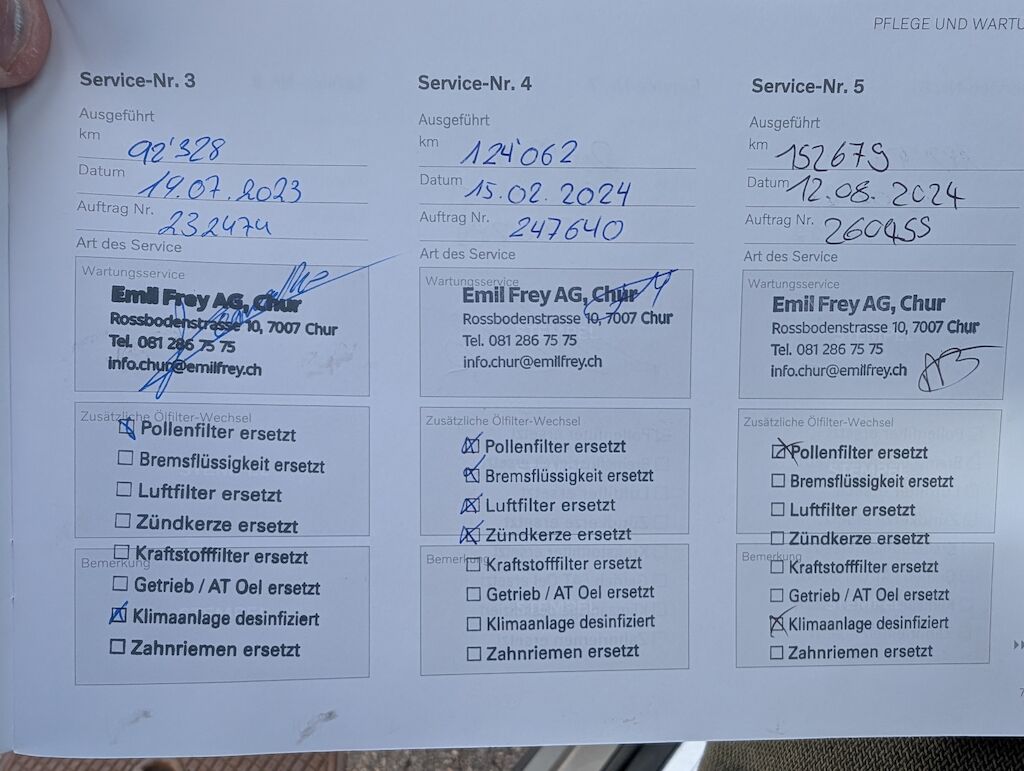 PFLEGE UND WARTU
Service-Nr. 3
Ausgeführt
km 92'328
Datum 19.07.2023
Auftrag Nr. 232474
Art des Service
Wartungsservice
Emil Frey AG, Chur
Rossbodenstrasse 10, 7007 Chur
Tel. 081 286 75 75
info.chur@emilfrey.ch
Zusätzliche Ölfilter-Wechsel
☒ Pollenfilter ersetzt
☐ Bremsflüssigkeit ersetzt
☐ Luftfilter ersetzt
☐ Zündkerze ersetzt
☐ Kraftstofffilter ersetzt
Bemerkung
☐ Getrieb / AT Oel ersetzt
☒ Klimaanlage desinfiziert
☐ Zahnriemen ersetzt
Service-Nr. 4
Ausgeführt
km 124'062
Datum 15.02.2024
Auftrag Nr. 247640
Art des Service
Wartungsservice
Emil Frey AG, Chur
Rossbodenstrasse 10, 7007 Chur
Tel. 081 286 75 75
info.chur@emilfrey.ch
Zusätzliche Ölfilter-Wechsel
☒ Pollenfilter ersetzt
☒ Bremsflüssigkeit ersetzt
☒ Luftfilter ersetzt
☒ Zündkerze ersetzt
Bemerkung
☐ Kraftstofffilter ersetzt
☐ Getrieb / AT Oel ersetzt
☐ Klimaanlage desinfiziert
☐ Zahnriemen ersetzt
Service-Nr. 5
Ausgeführt
km 152679
Datum 12.08.2024
Auftrag Nr.
Art des Service
Wartungsservice
Emil Frey AG, Chur
Rossbodenstrasse 10, 7007 Chur
Tel. 081 286 75 75
info.chur@emilfrey.ch
Zusätzliche Ölfilter-Wechsel
☒ Pollenfilter ersetzt
☐ Bremsflüssigkeit ersetzt
☐ Luftfilter ersetzt
☐ Zündkerze ersetzt
Bemerkung
☐ Kraftstofffilter ersetzt
☐ Getrieb / AT Oel ersetzt
☒ Klimaanlage desinfiziert
☐ Zahnriemen ersetzt